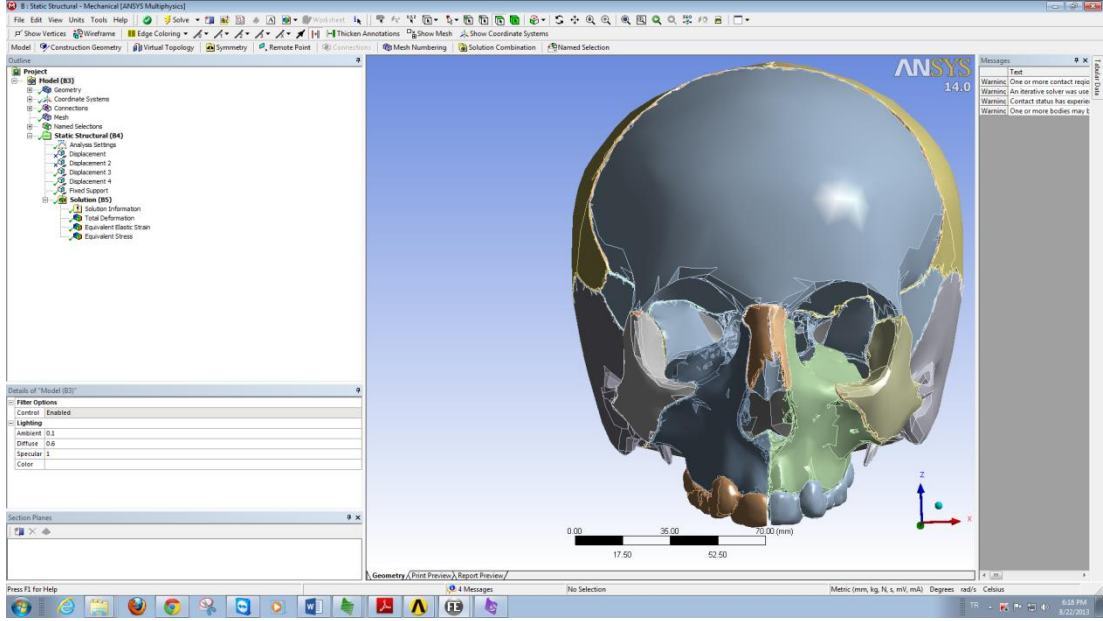 B : Static Structural - Mechanical [ANSYS Multiphysics]
File Edit View Units Tools Help Solve Worksheet
Show Vertices Wireframe Edge Coloring Thicken Annotations Show Mesh Show Coordinate Systems
Model Construction Geometry Virtual Topology Symmetry Remote Point Connections Mesh Numbering Solution Combination Named Selection
Outline
Project
Model (B3)
Geometry
Coordinate Systems
Connections
Mesh
Named Selections
Static Structural (B4)
Analysis Settings
Displacement
Displacement 2
Displacement 3
Displacement 4
Fixed Support
Solution (B5)
Solution Information
Total Deformation
Equivalent Elastic Strain
Equivalent Stress
Details of "Model (B3)"
Filter Options
Control Enabled
Lighting
Ambient 0.1
Diffuse 0.6
Specular 1
Color
Section Planes
ANSYS
14.0
Z
X
0.00 35.00 70.00 (mm)
17.50 52.50
Geometry Print Preview Report Preview
Messages
Text
Warning One or more contact regio
Warning An iterative solver was use
Warning Contact status has experie
Warning One or more bodies may b
Tabular Data
Press F1 for Help 4 Messages No Selection Metric (mm, kg, N, s, mV, mA) Degrees rad/s Celsius
TR 6:18 PM
8/22/2013